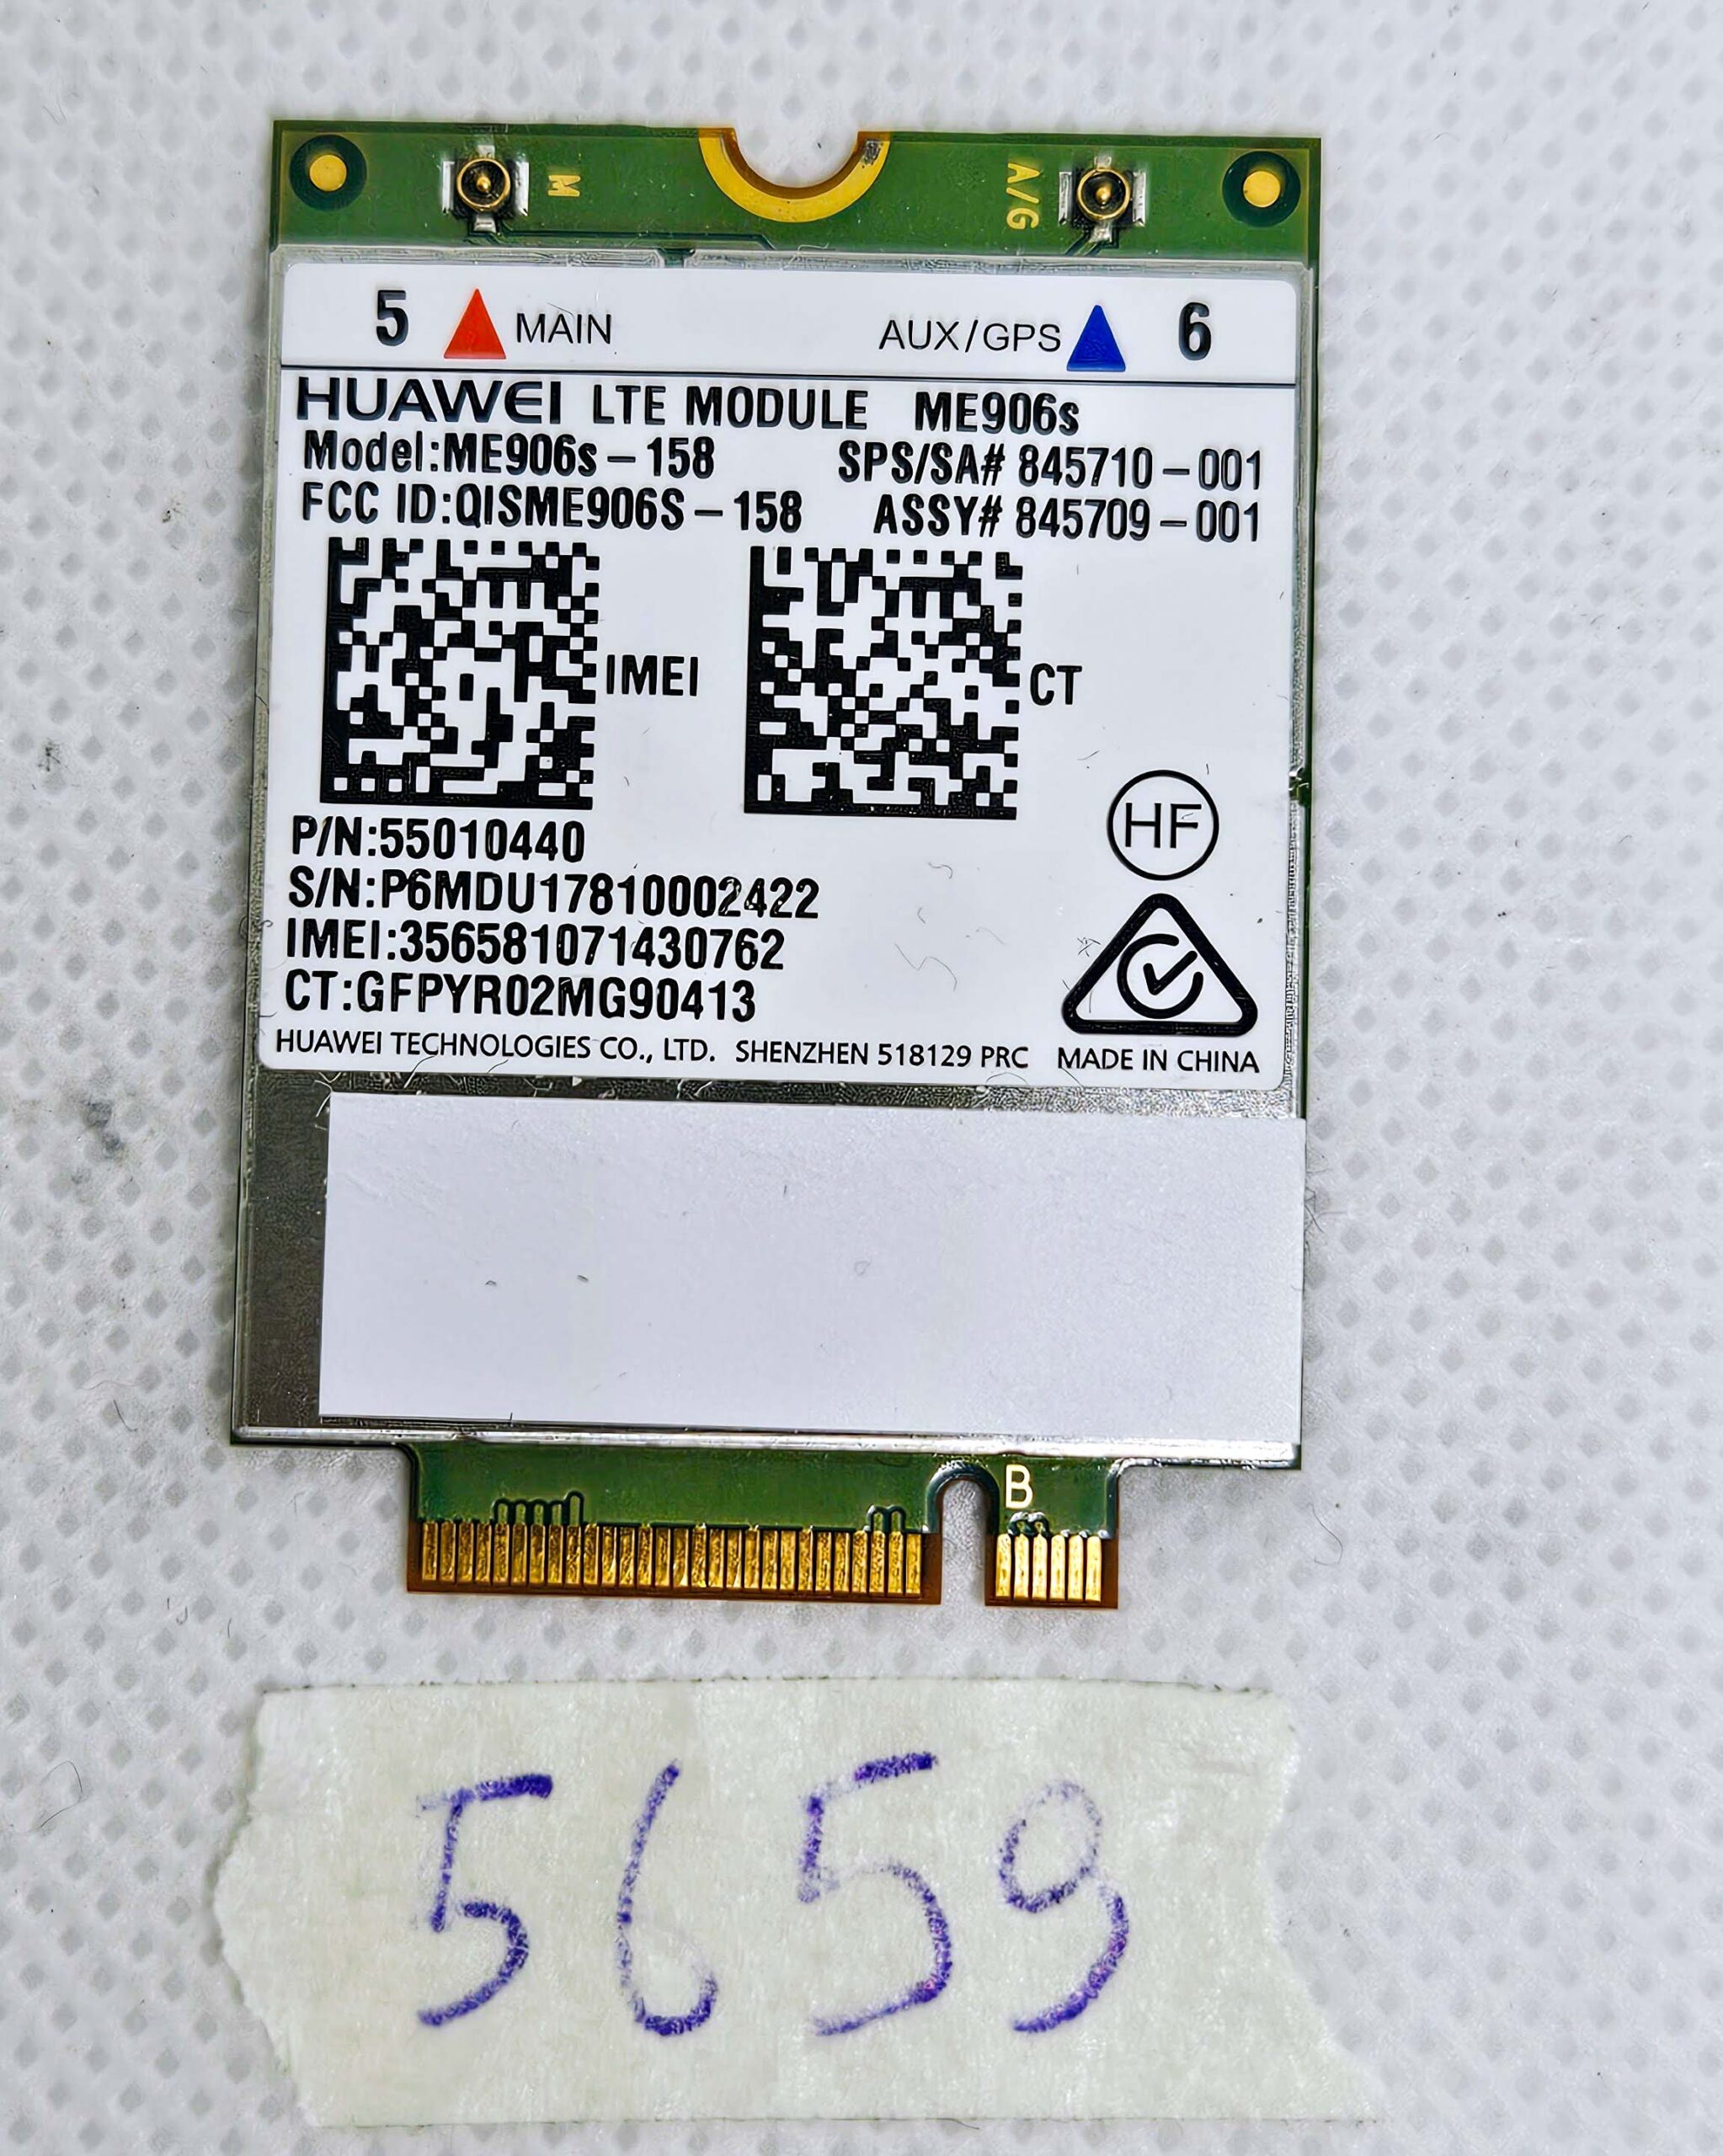 M A/G
5 MAIN AUX/GPS 6
HUAWEI LTE MODULE ME906s
Model:ME906s-158 SPS/SA# 845710-001
FCC ID:QISME906S-158 ASSY# 845709-001
IMEI CT
HF
P/N:55010440
S/N:P6MDU17810002422
IMEI:356581071430762
CT:GFPYR02MG90413
HUAWEI TECHNOLOGIES CO., LTD. SHENZHEN 518129 PRC MADE IN CHINA
B
5659